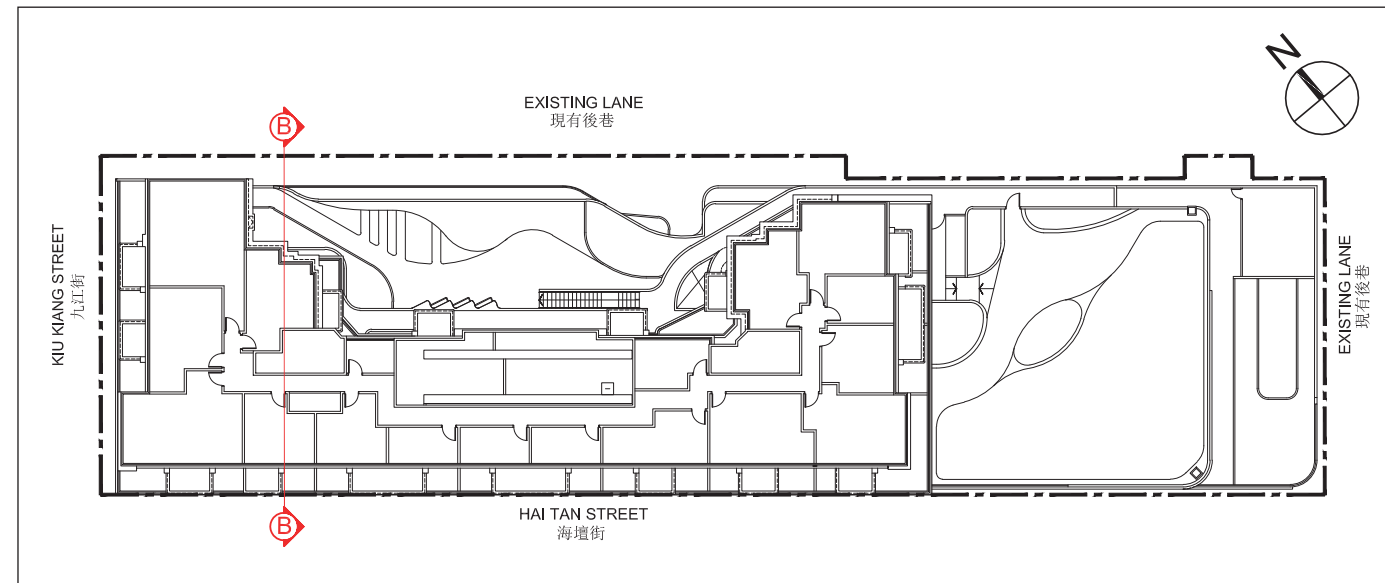 N
EXISTING LANE
現有後巷
B
KIU KIANG STREET
九江街
EXISTING LANE
現有後巷
B
HAI TAN STREET
海壇街